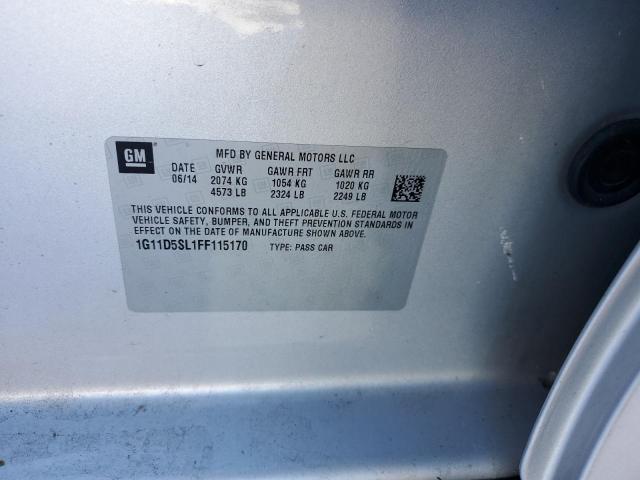 GM
MFD BY GENERAL MOTORS LLC
DATE GVWR GAWR FRT GAWR RR
06/14 2074 KG 1054 KG 1020 KG
4573 LB 2324 LB 2249 LB
THIS VEHICLE CONFORMS TO ALL APPLICABLE U.S. FEDERAL MOTOR
VEHICLE SAFETY, BUMPER, AND THEFT PREVENTION STANDARDS IN
EFFECT ON THE DATE OF MANUFACTURE SHOWN ABOVE.
1G11D5SL1FF115170 TYPE: PASS CAR